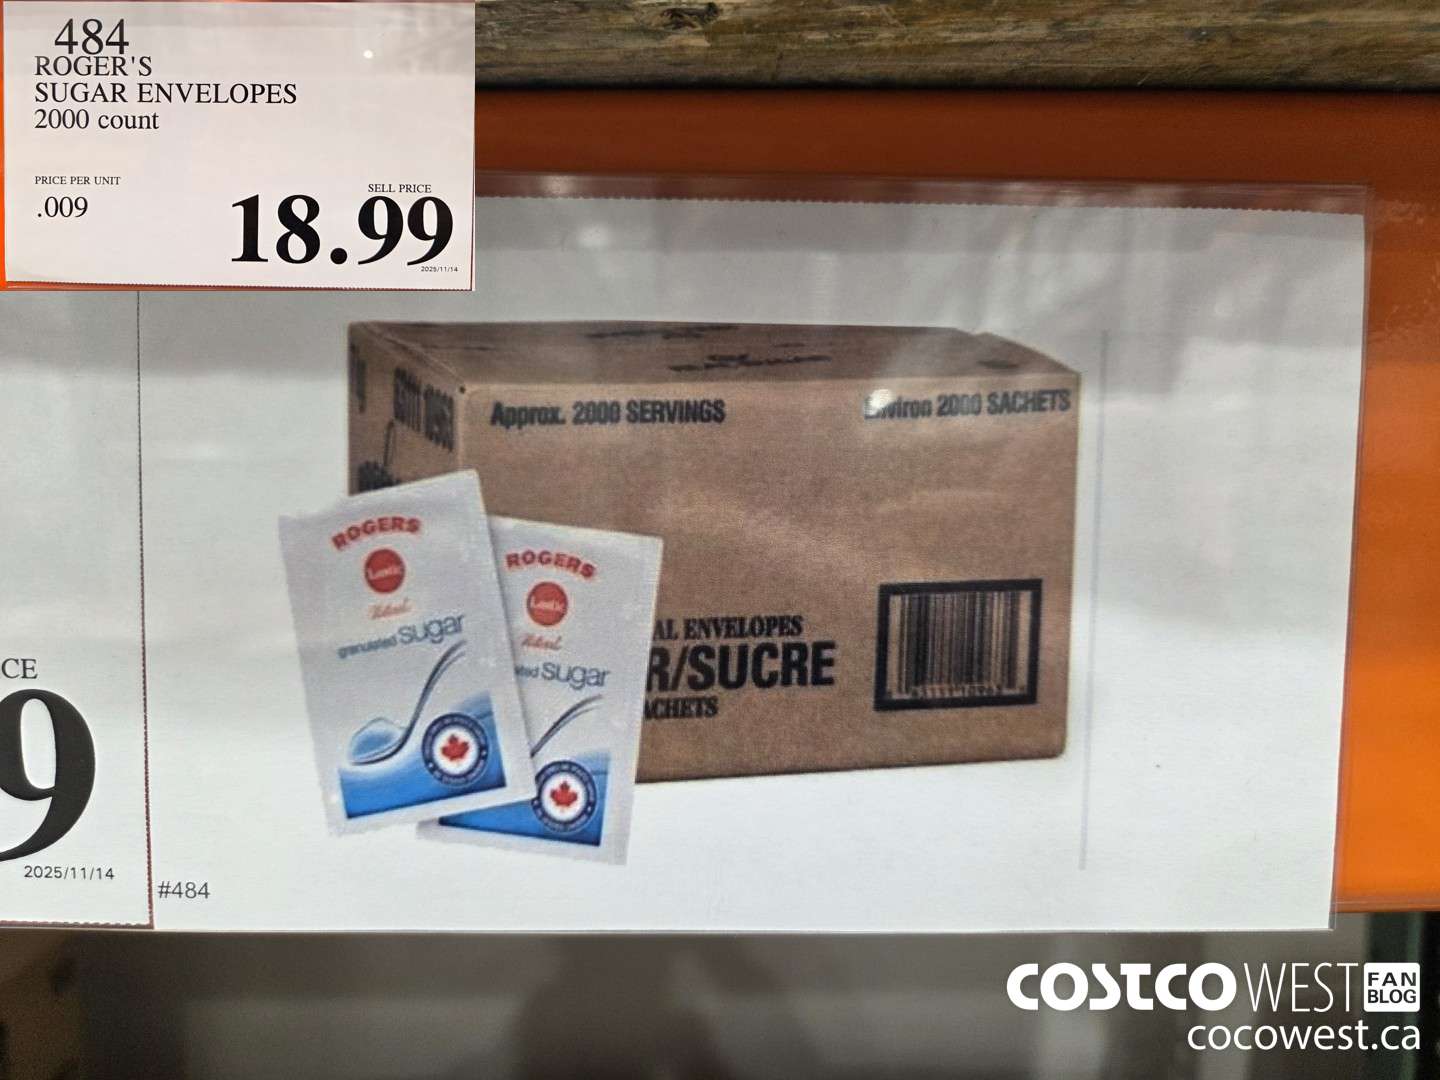 484
ROGER'S
SUGAR ENVELOPES
2000 count
PRICE PER UNIT
.009
SELL PRICE
18.99
2025/11/14
Approx. 2000 SERVINGS
Environ 2000 SACHETS
ROGERS
Lantic
granulated Sugar
ROGERS
Lantic
Sugar
AL ENVELOPES
R/SUCRE
ACHETS
CE
9
2025/11/14
#484
COSTCO WEST FAN BLOG
cocowest.ca